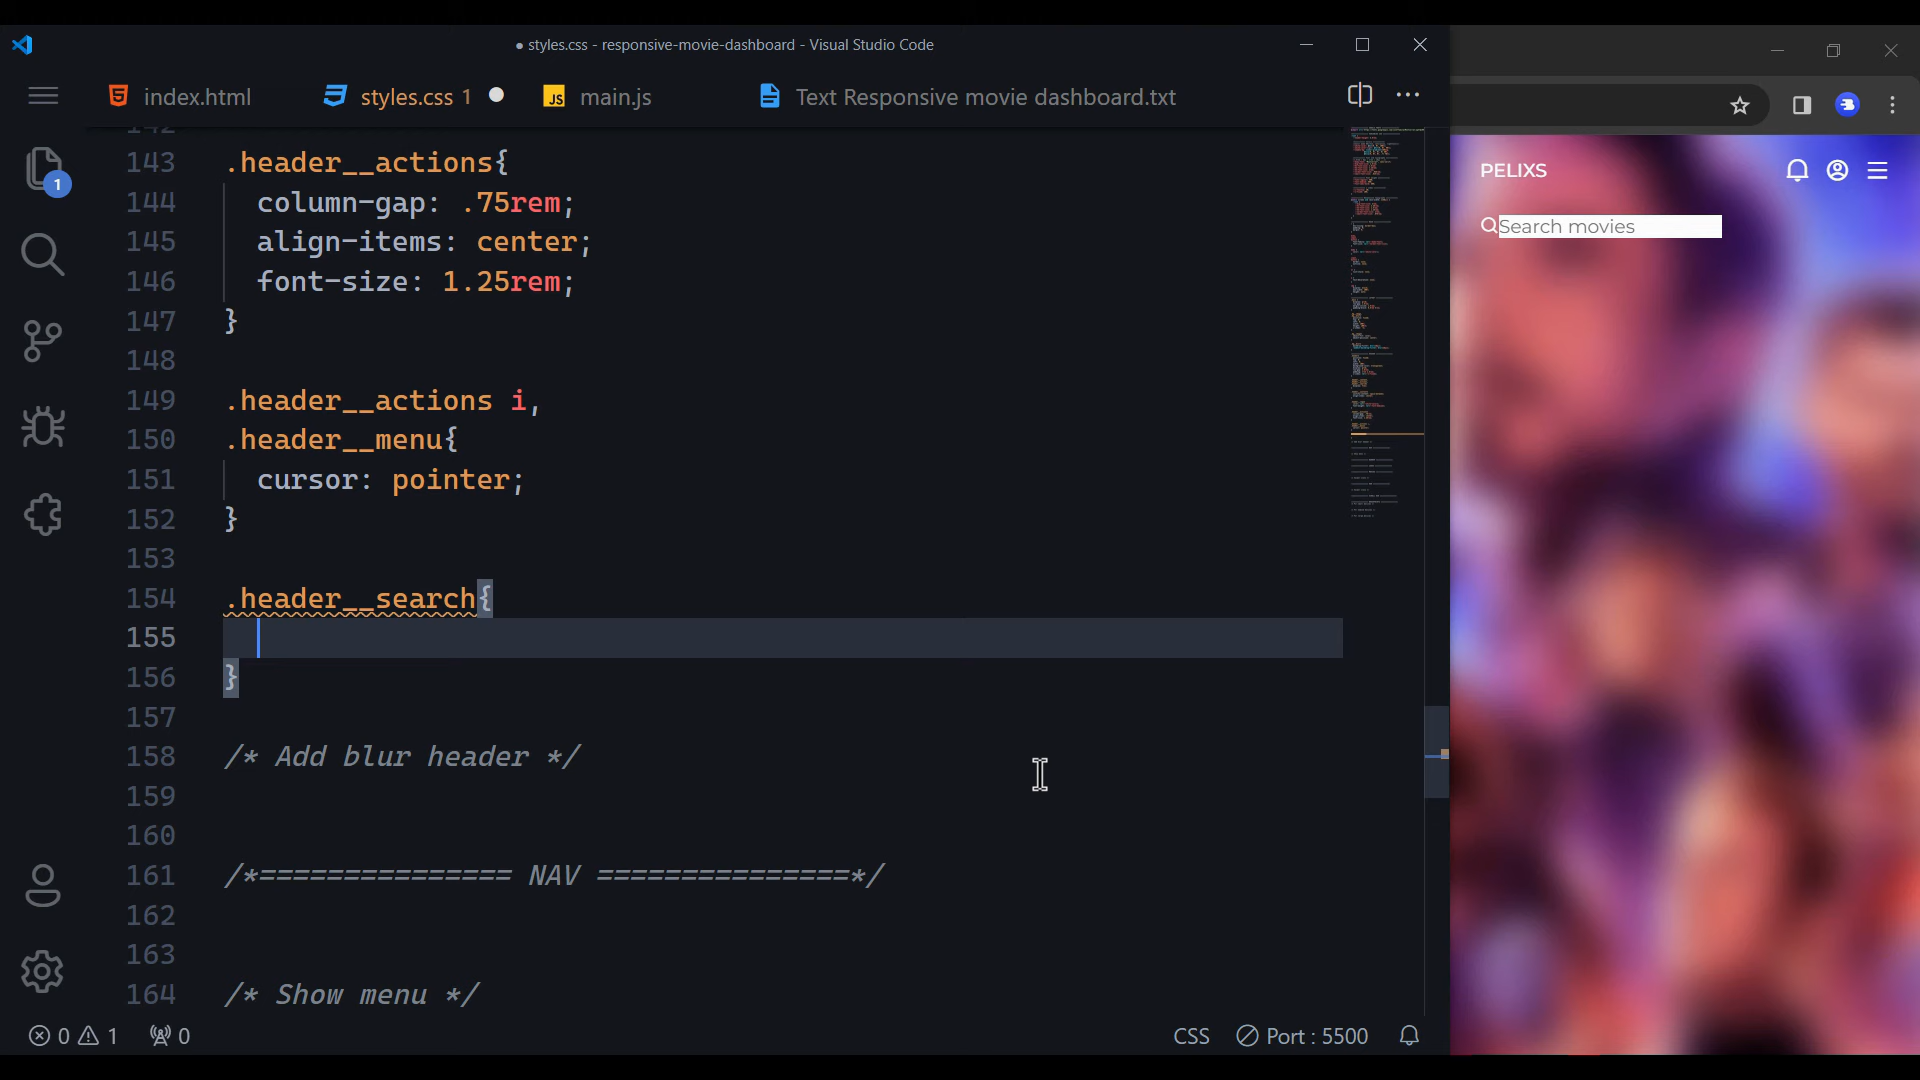 styles.css - responsive-movie-dashboard - Visual Studio Code
index.html
styles.css 1
main.js
Text Responsive movie dashboard.txt
143 .header__actions{
144 column-gap: .75rem;
145 align-items: center;
146 font-size: 1.25rem;
147 }
148
149 .header__actions i,
150 .header__menu{
151 cursor: pointer;
152 }
153
154 .header__search{
155
156 }
157
158 /* Add blur header */
159
160
161 /*=============== NAV ===============*/
162
163
164 /* Show menu */
1
0 1 0
CSS Port : 5500
PELIXS
Search movies